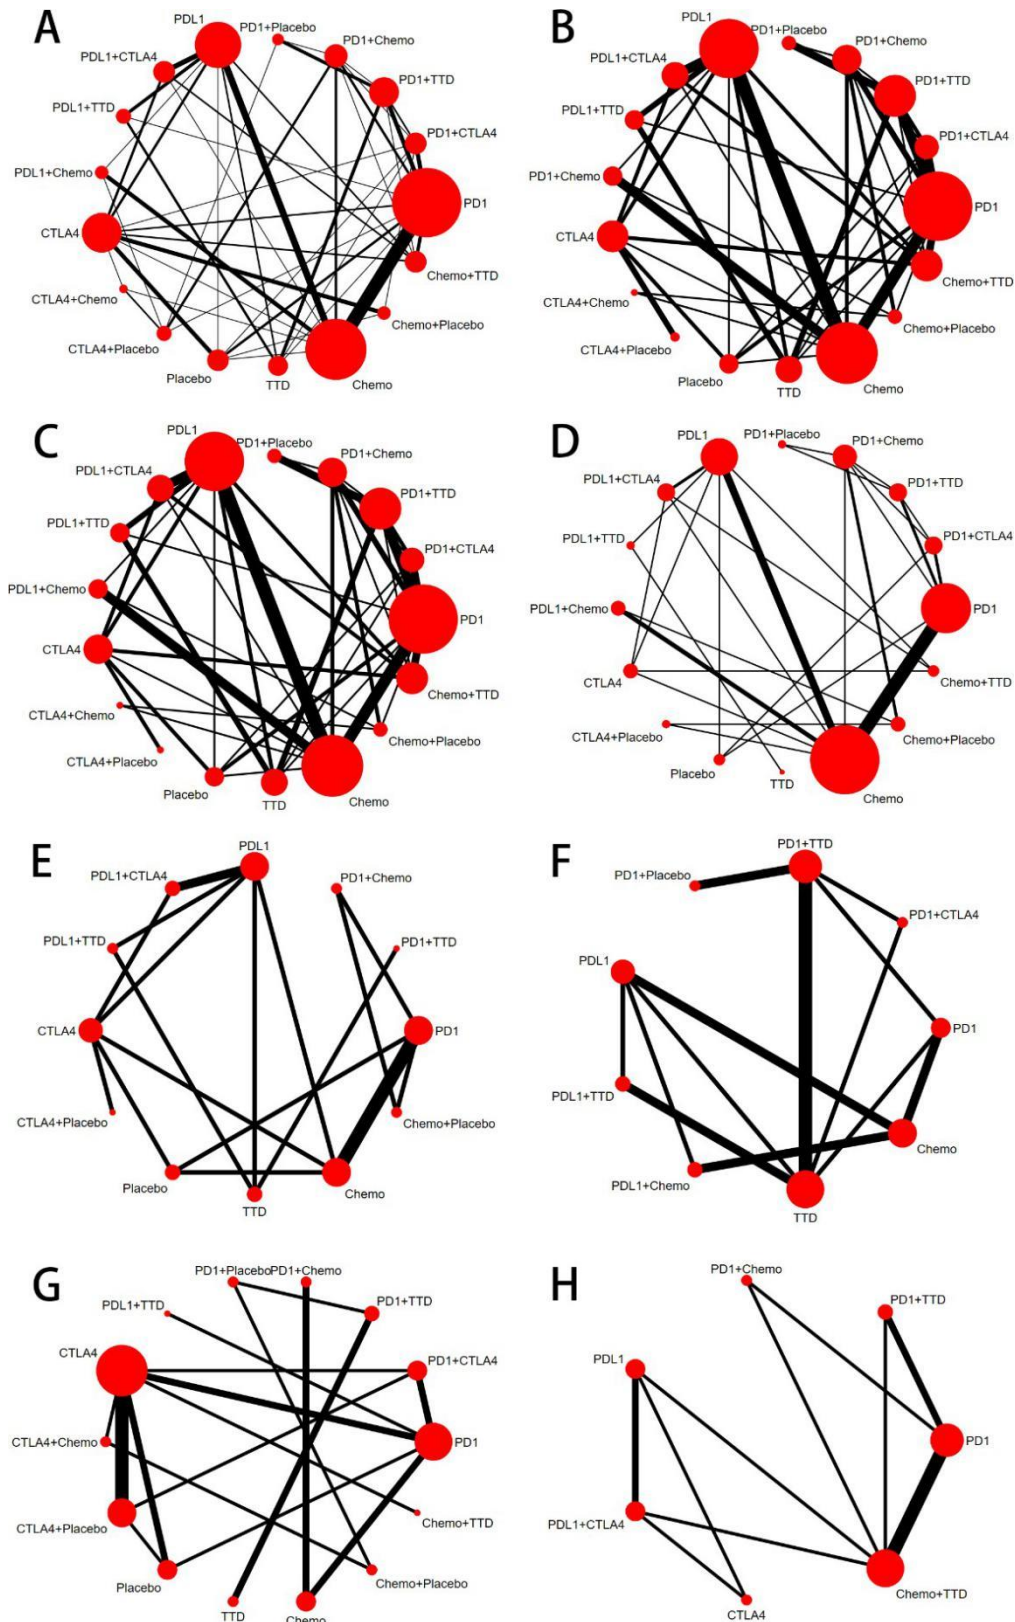 A
PDL1
PD1+Placebo
PD1+Chemo
PDL1+CTLA4
PD1+TTD
PDL1+TTD
PD1+CTLA4
PDL1+Chemo
PD1
CTLA4
Chemo+TTD
CTLA4+Chemo
Chemo+Placebo
CTLA4+Placebo
Placebo
TTD
Chemo
B
PDL1
PD1+Placebo
PD1+Chemo
PDL1+CTLA4
PD1+TTD
PDL1+TTD
PD1+CTLA4
PD1+Chemo
PD1
CTLA4
Chemo+TTD
CTLA4+Chemo
Chemo+Placebo
CTLA4+Placebo
Placebo
TTD
Chemo
C
PDL1
PD1+Placebo
PD1+Chemo
PDL1+CTLA4
PD1+TTD
PDL1+TTD
PD1+CTLA4
PDL1+Chemo
PD1
CTLA4
Chemo+TTD
CTLA4+Chemo
Chemo+Placebo
CTLA4+Placebo
Placebo
TTD
Chemo
D
PDL1
PD1+Placebo
PD1+Chemo
PDL1+CTLA4
PD1+TTD
PDL1+TTD
PD1+CTLA4
PDL1+Chemo
PD1
CTLA4
Chemo+TTD
CTLA4+Placebo
Chemo+Placebo
Placebo
TTD
Chemo
E
PDL1
PDL1+CTLA4
PD1+Chemo
PDL1+TTD
PD1+TTD
CTLA4
PD1
CTLA4+Placebo
Chemo+Placebo
Placebo
TTD
Chemo
F
PD1+TTD
PD1+Placebo
PD1+CTLA4
PDL1
PD1
PDL1+TTD
Chemo
PDL1+Chemo
TTD
G
PD1+Placebo
PD1+Chemo
PDL1+TTD
PD1+TTD
CTLA4
PD1+CTLA4
CTLA4+Chemo
PD1
CTLA4+Placebo
Chemo+TTD
Placebo
Chemo+Placebo
TTD
Chemo
H
PD1+Chemo
PD1+TTD
PDL1
PD1
PDL1+CTLA4
Chemo+TTD
CTLA4